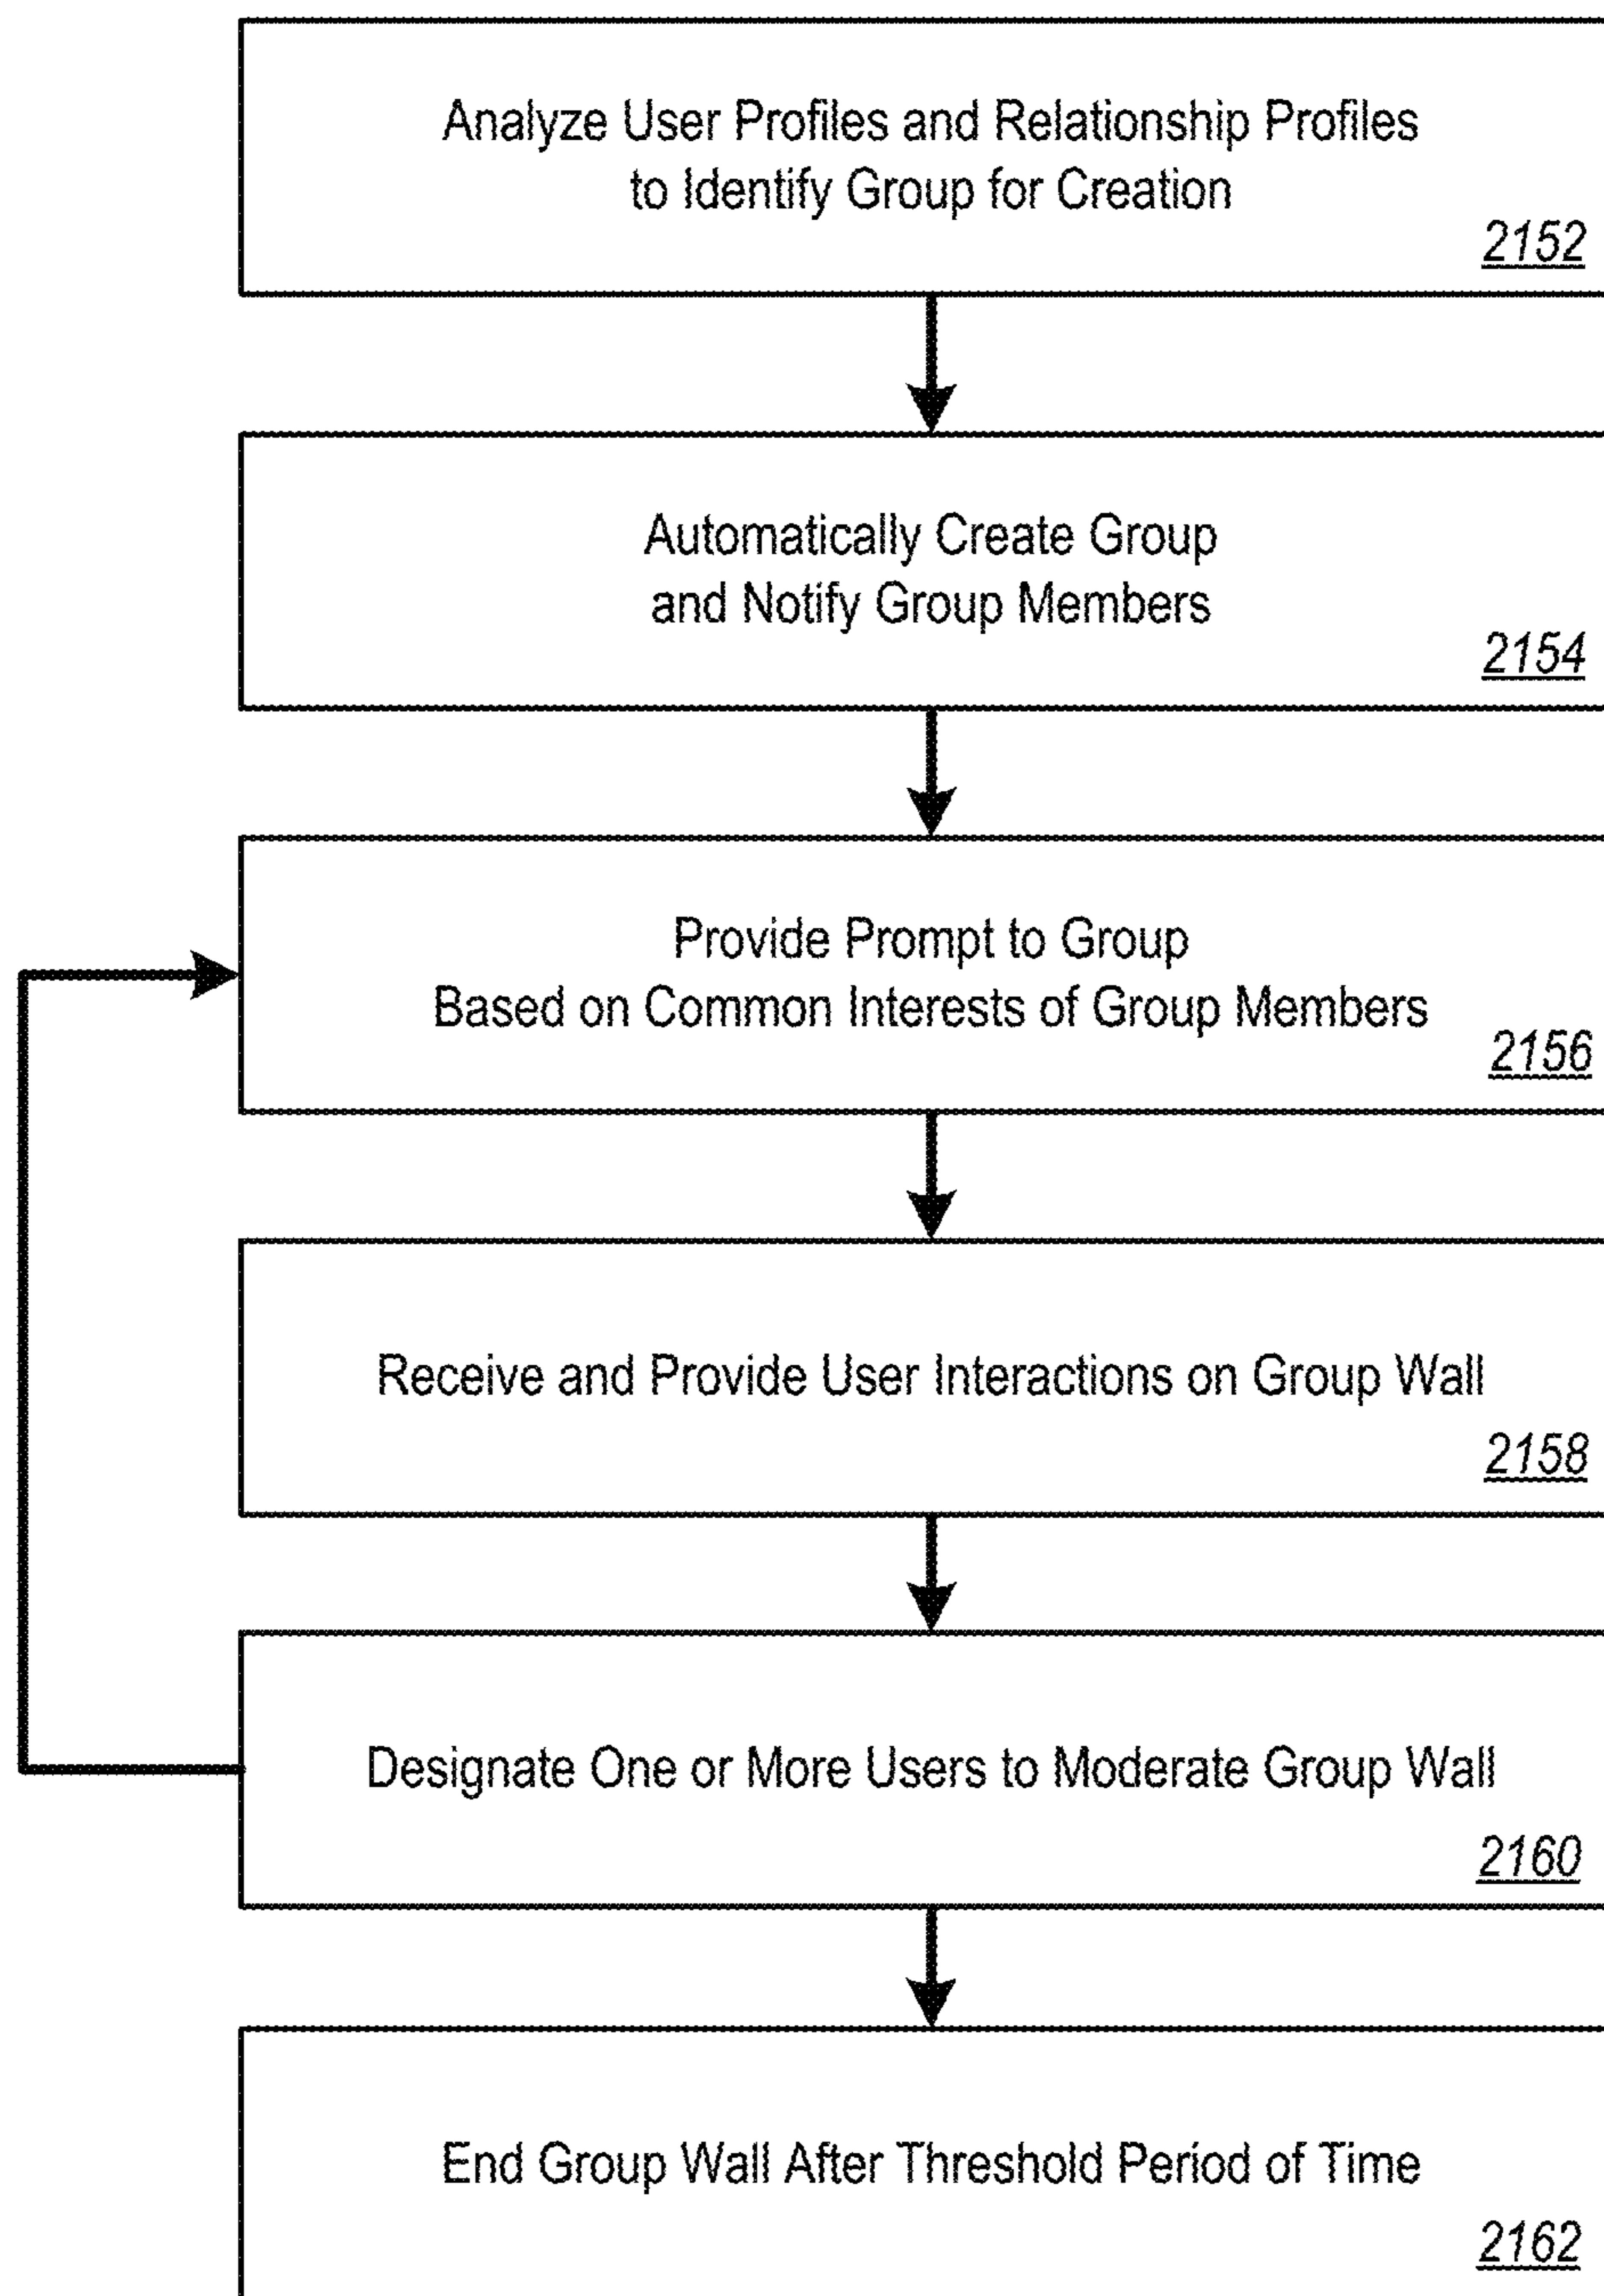 Analyze User Profiles and Relationship Profiles
to Identify Group for Creation
2152
Automatically Create Group
and Notify Group Members
2154
Provide Prompt to Group
Based on Common Interests of Group Members
2156
Receive and Provide User Interactions on Group Wall
2158
Designate One or More Users to Moderate Group Wall
2160
End Group Wall After Threshold Period of Time
2162